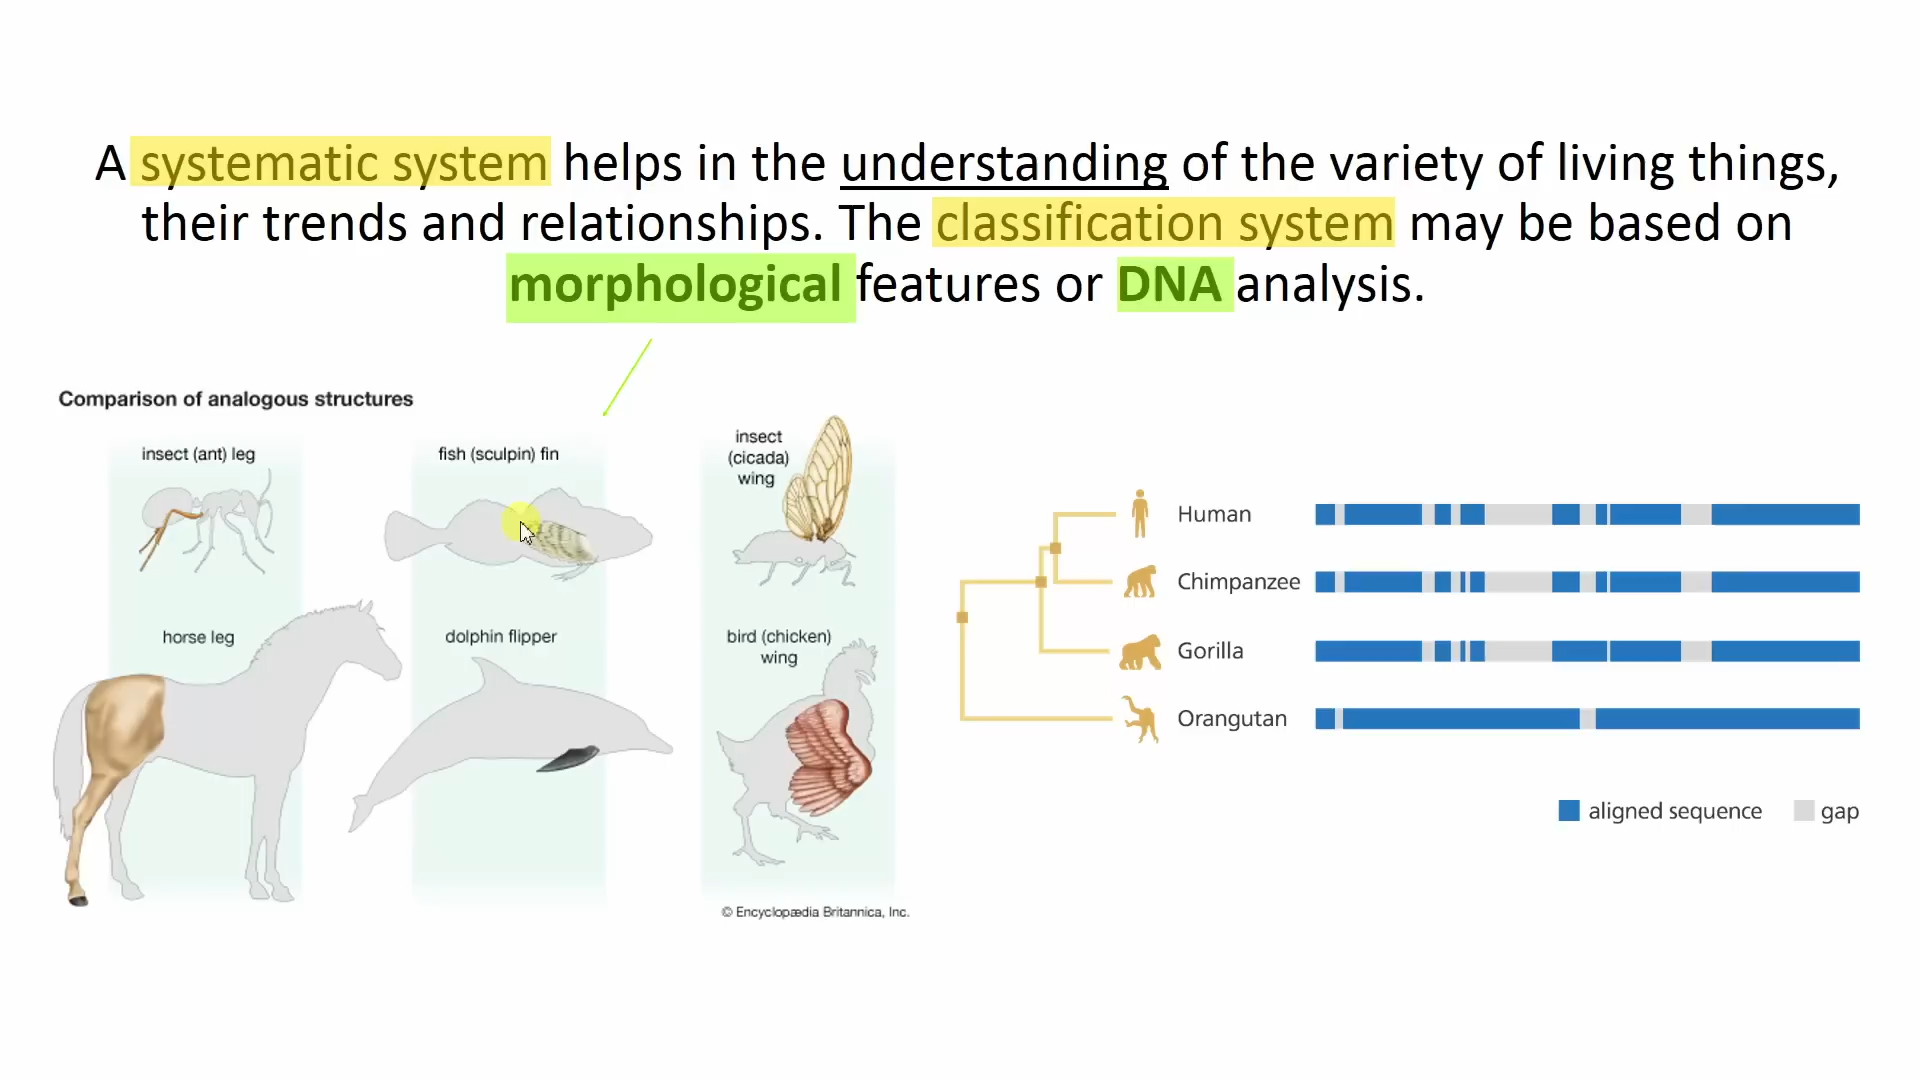 A systematic system helps in the understanding of the variety of living things,
their trends and relationships. The classification system may be based on
morphological features or DNA analysis.
Comparison of analogous structures
insect (ant) leg
fish (sculpin) fin
insect
(cicada)
wing
horse leg
dolphin flipper
bird (chicken)
wing
© Encyclopædia Britannica, Inc.
Human
Chimpanzee
Gorilla
Orangutan
aligned sequence
gap